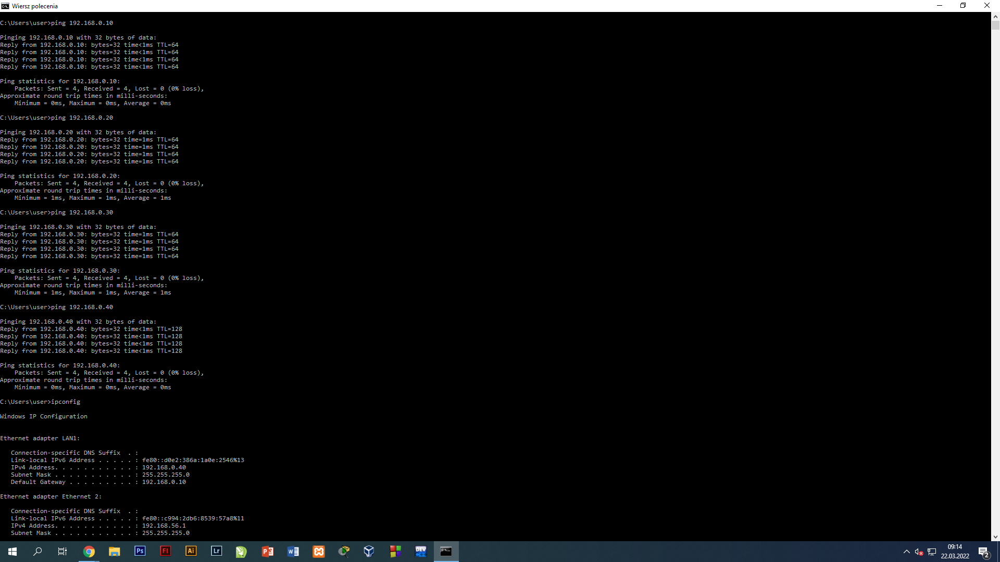 Wiersz polecenia
C:\Users\user>ping 192.168.0.10
Pinging 192.168.0.10 with 32 bytes of data:
Reply from 192.168.0.10: bytes=32 time<1ms TTL=64
Reply from 192.168.0.10: bytes=32 time<1ms TTL=64
Reply from 192.168.0.10: bytes=32 time<1ms TTL=64
Reply from 192.168.0.10: bytes=32 time<1ms TTL=64
Ping statistics for 192.168.0.10:
Packets: Sent = 4, Received = 4, Lost = 0 (0% loss),
Approximate round trip times in milli-seconds:
Minimum = 0ms, Maximum = 0ms, Average = 0ms
C:\Users\user>ping 192.168.0.20
Pinging 192.168.0.20 with 32 bytes of data:
Reply from 192.168.0.20: bytes=32 time=1ms TTL=64
Reply from 192.168.0.20: bytes=32 time=1ms TTL=64
Reply from 192.168.0.20: bytes=32 time=1ms TTL=64
Reply from 192.168.0.20: bytes=32 time=1ms TTL=64
Ping statistics for 192.168.0.20:
Packets: Sent = 4, Received = 4, Lost = 0 (0% loss),
Approximate round trip times in milli-seconds:
Minimum = 1ms, Maximum = 1ms, Average = 1ms
C:\Users\user>ping 192.168.0.30
Pinging 192.168.0.30 with 32 bytes of data:
Reply from 192.168.0.30: bytes=32 time=1ms TTL=64
Reply from 192.168.0.30: bytes=32 time=1ms TTL=64
Reply from 192.168.0.30: bytes=32 time=1ms TTL=64
Reply from 192.168.0.30: bytes=32 time=1ms TTL=64
Ping statistics for 192.168.0.30:
Packets: Sent = 4, Received = 4, Lost = 0 (0% loss),
Approximate round trip times in milli-seconds:
Minimum = 1ms, Maximum = 1ms, Average = 1ms
C:\Users\user>ping 192.168.0.40
Pinging 192.168.0.40 with 32 bytes of data:
Reply from 192.168.0.40: bytes=32 time<1ms TTL=128
Reply from 192.168.0.40: bytes=32 time<1ms TTL=128
Reply from 192.168.0.40: bytes=32 time<1ms TTL=128
Reply from 192.168.0.40: bytes=32 time<1ms TTL=128
Ping statistics for 192.168.0.40:
Packets: Sent = 4, Received = 4, Lost = 0 (0% loss),
Approximate round trip times in milli-seconds:
Minimum = 0ms, Maximum = 0ms, Average = 0ms
C:\Users\user>ipconfig
Windows IP Configuration
Ethernet adapter LAN1:
Connection-specific DNS Suffix  . :
Link-local IPv6 Address . . . . . : fe80::d0e2:386a:1a0e:2546%13
IPv4 Address. . . . . . . . . . . : 192.168.0.40
Subnet Mask . . . . . . . . . . . : 255.255.255.0
Default Gateway . . . . . . . . . : 192.168.0.10
Ethernet adapter Ethernet 2:
Connection-specific DNS Suffix  . :
Link-local IPv6 Address . . . . . : fe80::c994:2db6:8539:57a8%11
IPv4 Address. . . . . . . . . . . : 192.168.56.1
Subnet Mask . . . . . . . . . . . : 255.255.255.0
Ps Fl Ai Lr P W DEV
09:14
22.03.2022
2